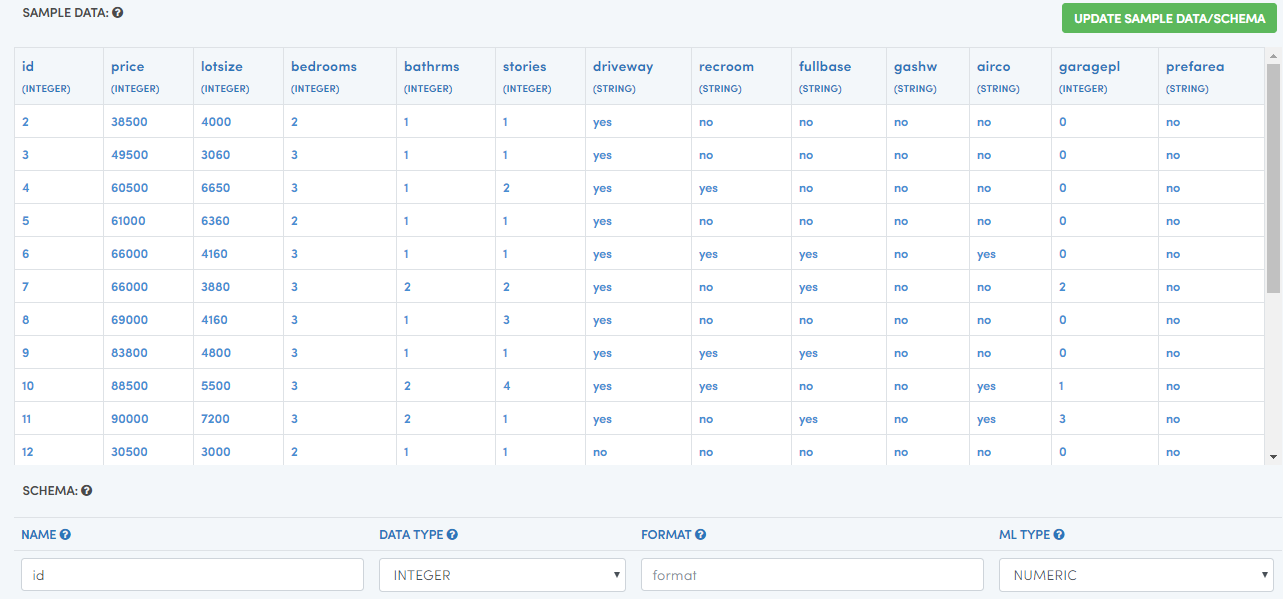 SAMPLE DATA: ?
UPDATE SAMPLE DATA/SCHEMA
id price lotsize bedrooms bathrms stories driveway recroom fullbase gashw airco garagepl prefarea
(INTEGER) (INTEGER) (INTEGER) (INTEGER) (INTEGER) (INTEGER) (STRING) (STRING) (STRING) (STRING) (STRING) (INTEGER) (STRING)
2 38500 4000 2 1 1 yes no no no no 0 no
3 49500 3060 3 1 1 yes no no no no 0 no
4 60500 6650 3 1 2 yes yes no no no 0 no
5 61000 6360 2 1 1 yes no no no no 0 no
6 66000 4160 3 1 1 yes yes yes no yes 0 no
7 66000 3880 3 2 2 yes no yes no no 2 no
8 69000 4160 3 1 3 yes no no no no 0 no
9 83800 4800 3 1 1 yes yes yes no no 0 no
10 88500 5500 3 2 4 yes yes no no yes 1 no
11 90000 7200 3 2 1 yes no yes no yes 3 no
12 30500 3000 2 1 1 no no no no no 0 no
SCHEMA: ?
NAME ? DATA TYPE ? FORMAT ? ML TYPE ?
id INTEGER format NUMERIC